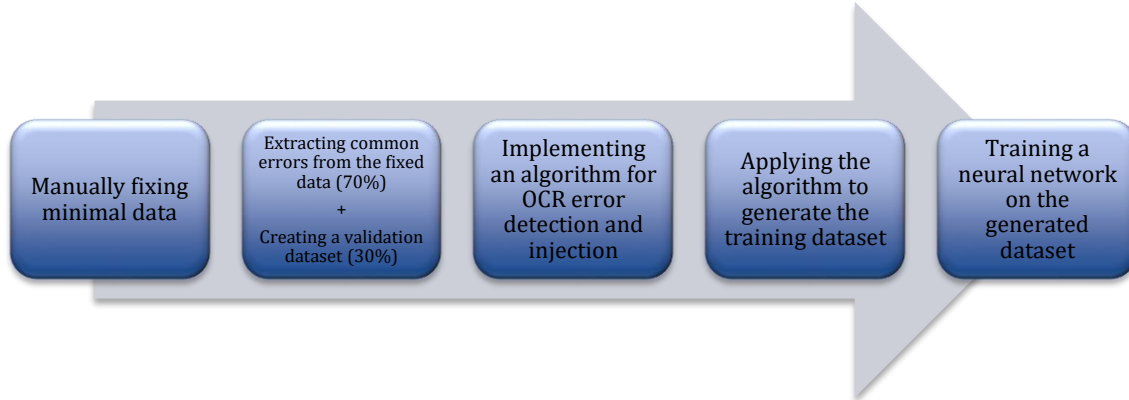 Manually fixing
minimal data
Extracting common
errors from the fixed
data (70%)
+
Creating a validation
dataset (30%)
Implementing
an algorithm for
OCR error
detection and
injection
Applying the
algorithm to
generate the
training dataset
Training a
neural network
on the
generated
dataset